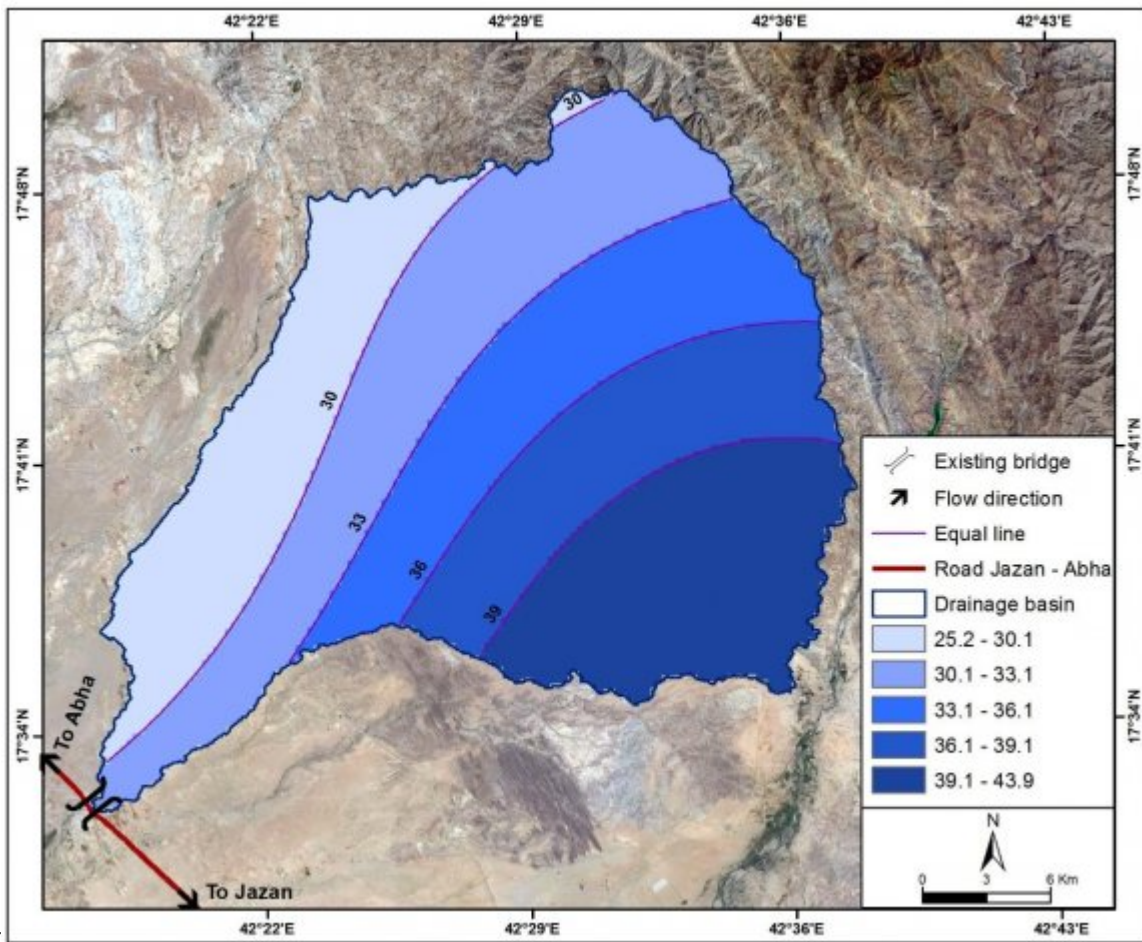 42°22'E 42°29'E 42°36'E 42°43'E
17°48'N
17°48'N
30
30
17°41'N
17°41'N
33
36
39
Existing bridge
Flow direction
Equal line
Road Jazan - Abha
Drainage basin
25.2 - 30.1
30.1 - 33.1
33.1 - 36.1
36.1 - 39.1
39.1 - 43.9
17°34'N
17°34'N
To Abha
To Jazan
N
0 3 6 Km
42°22'E 42°29'E 42°36'E 42°43'E